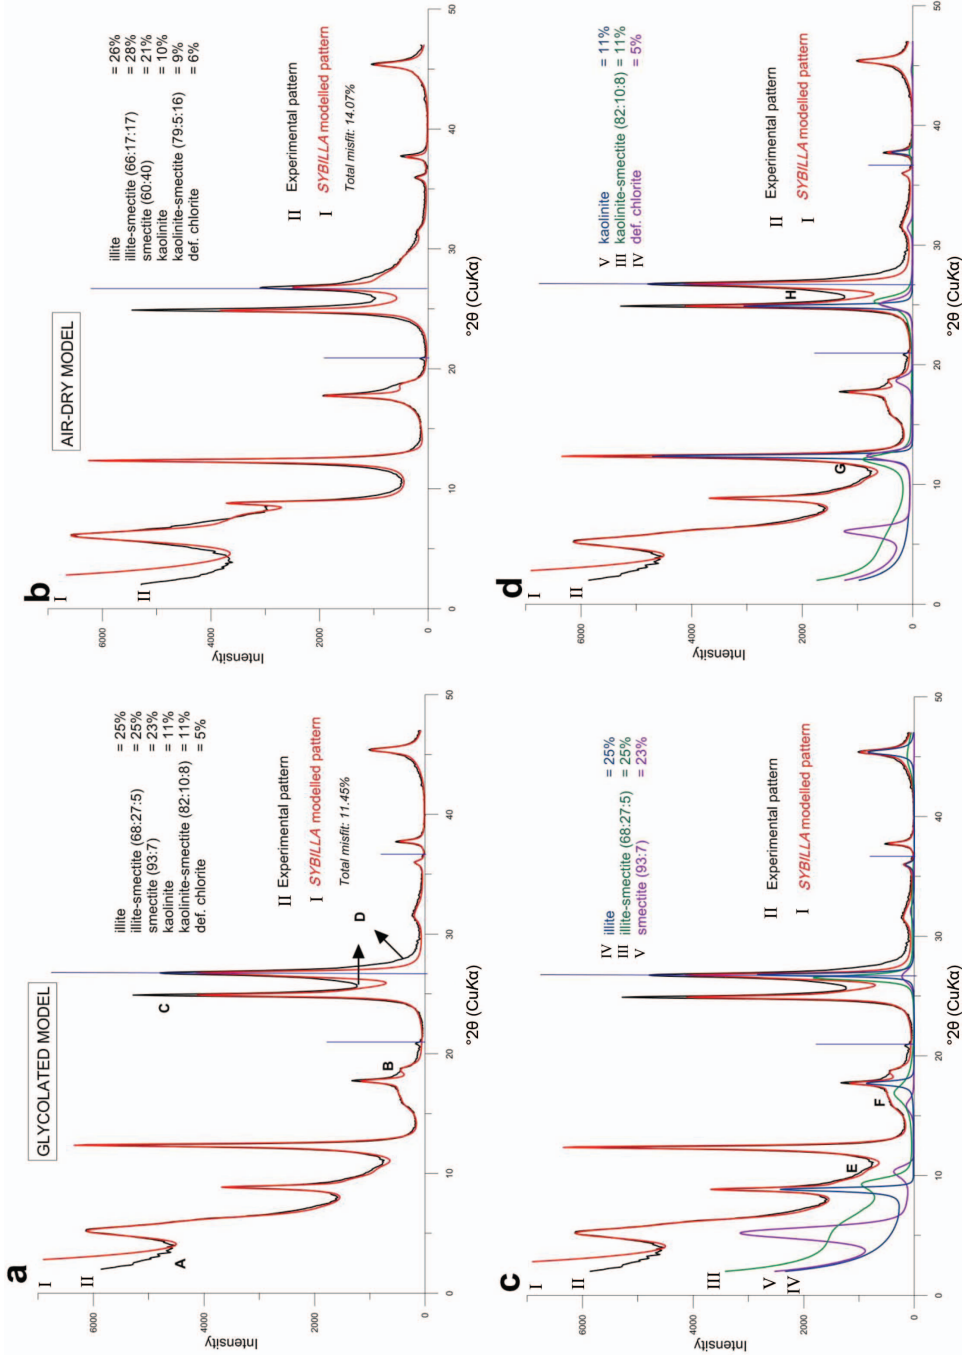 a
GLYCOLATED MODEL
illite = 25%
illite-smectite (68:27:5) = 25%
smectite (93:7) = 23%
kaolinite = 11%
kaolinite-smectite (82:10:8) = 11%
def. chlorite = 5%
II Experimental pattern
I SYBILLA modelled pattern
Total misfit: 11.45%
I
II
A
B
C
D
Intensity
6000
4000
2000
0
0 10 20 30 40 50
°2θ (CuKα)
b
AIR-DRY MODEL
illite = 26%
illite-smectite (66:17:17) = 28%
smectite (60:40) = 21%
kaolinite = 10%
kaolinite-smectite (79:5:16) = 9%
def. chlorite = 6%
II Experimental pattern
I SYBILLA modelled pattern
Total misfit: 14.07%
I
II
Intensity
6000
4000
2000
0
0 10 20 30 40 50
°2θ (CuKα)
c
IV illite = 25%
III illite-smectite (68:27:5) = 25%
V smectite (93:7) = 23%
II Experimental pattern
I SYBILLA modelled pattern
I
II
III
V
IV
E
F
Intensity
6000
4000
2000
0
0 10 20 30 40 50
°2θ (CuKα)
d
V kaolinite = 11%
III kaolinite-smectite (82:10:8) = 11%
IV def. chlorite = 5%
II Experimental pattern
I SYBILLA modelled pattern
I
II
G
H
Intensity
6000
4000
2000
0
0 10 20 30 40 50
°2θ (CuKα)